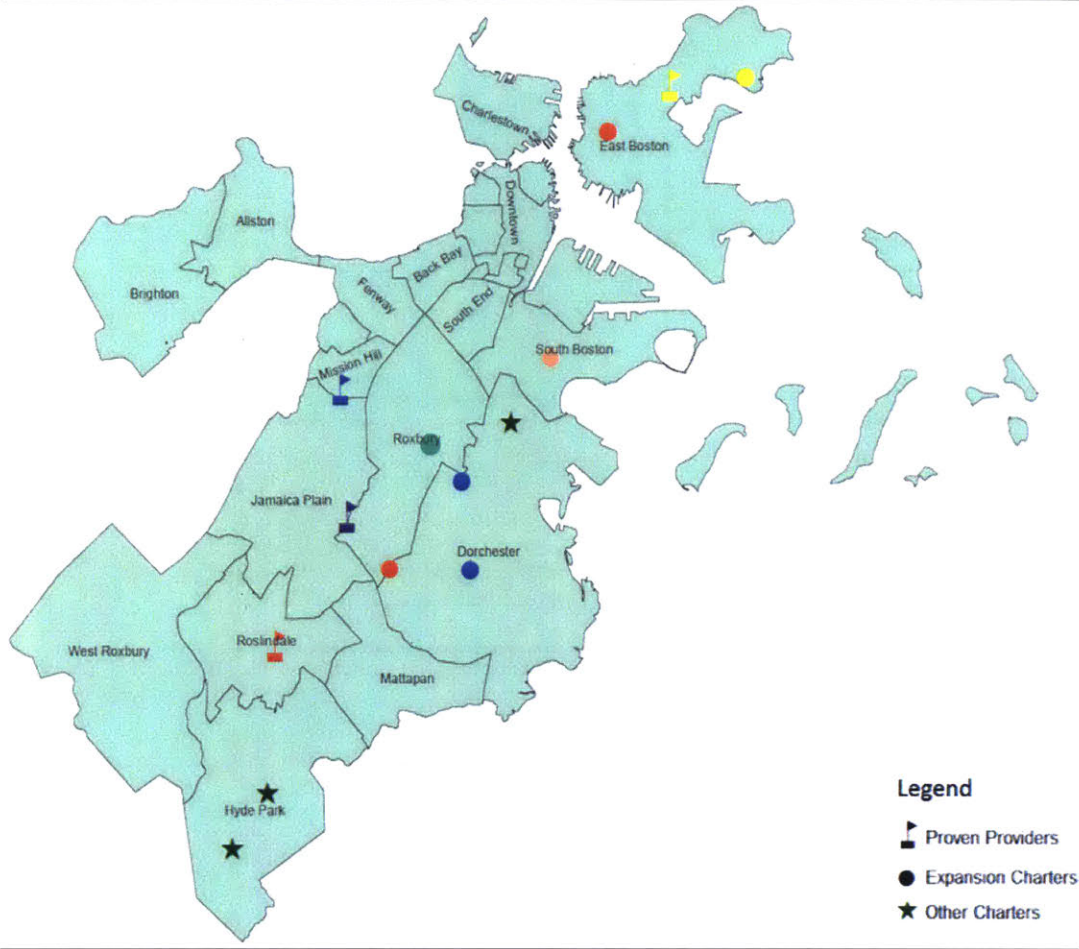 Charlestown
East Boston
Downtown
Allston
Back Bay
Brighton
Fenway
South End
South Boston
Mission Hill
Roxbury
Jamaica Plain
Dorchester
Roslindale
West Roxbury
Mattapan
Hyde Park
Legend
Proven Providers
Expansion Charters
Other Charters